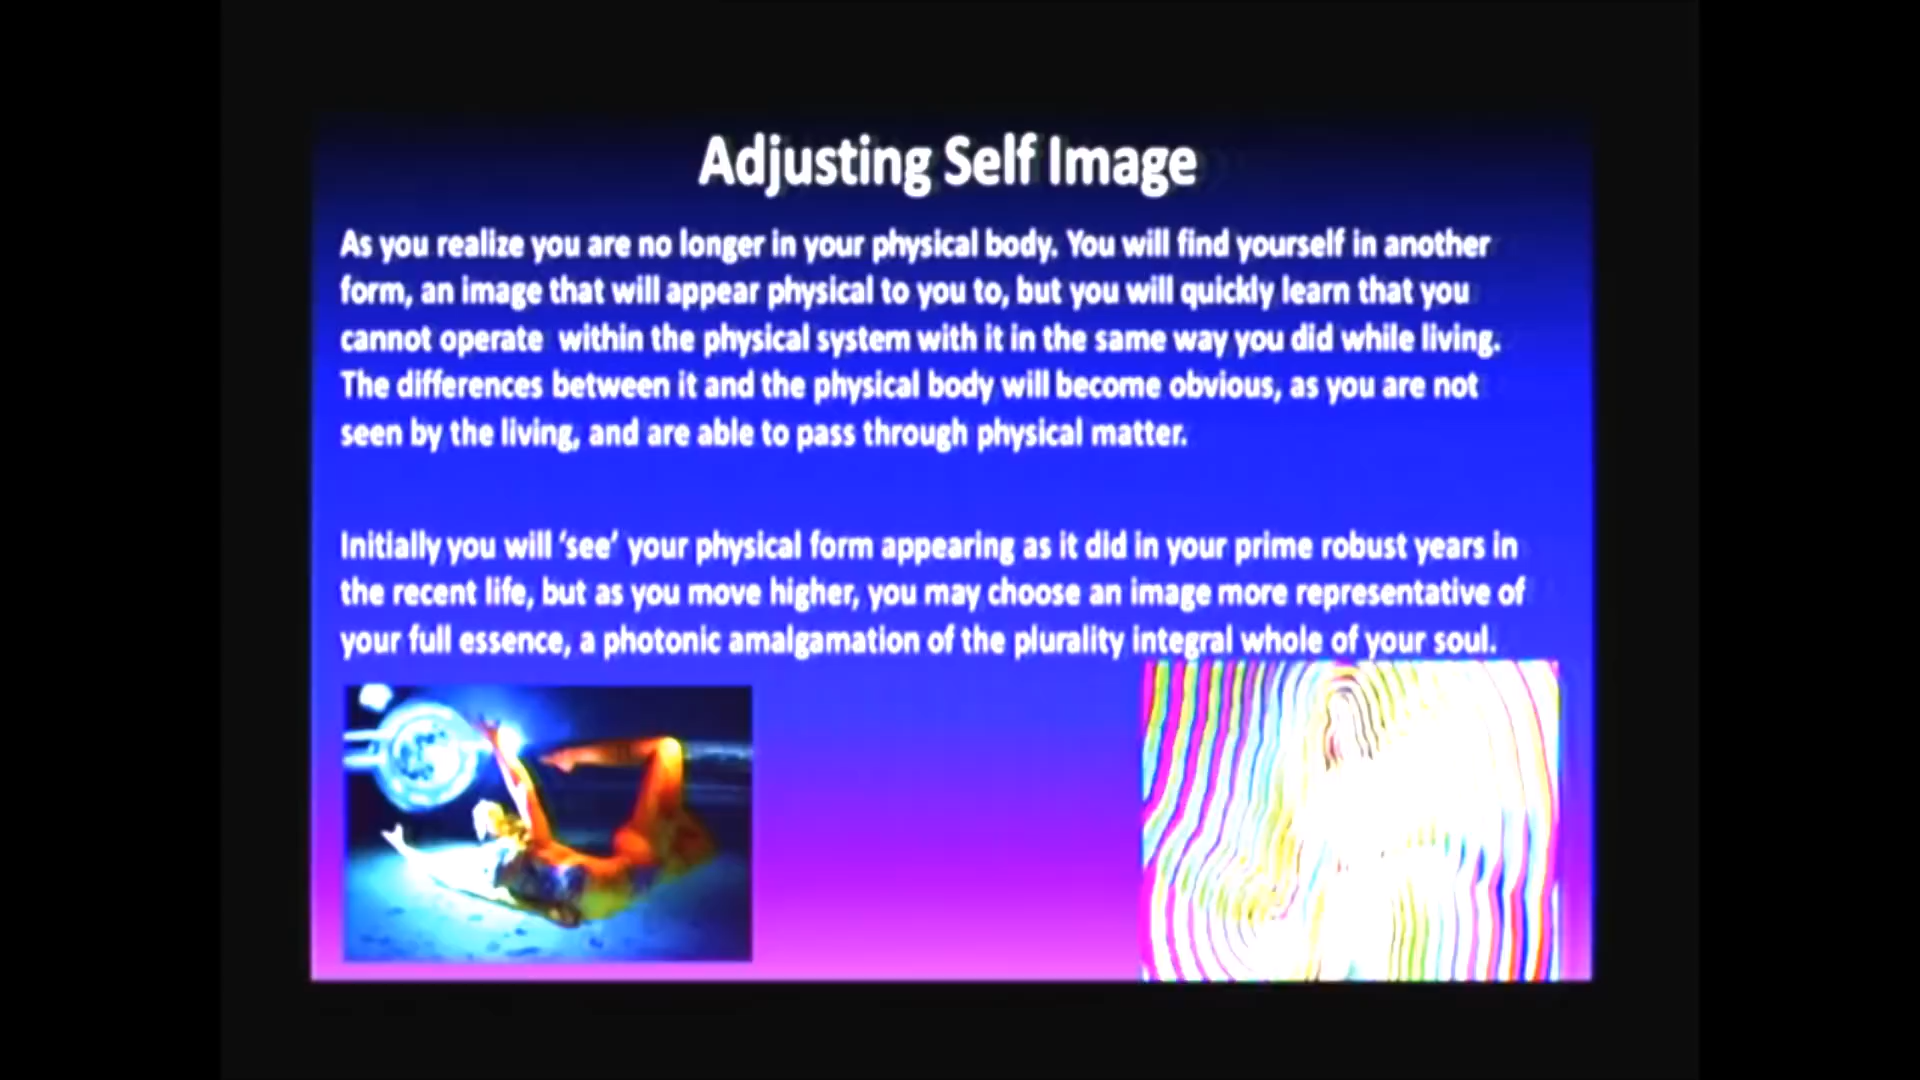 Adjusting Self Image
As you realize you are no longer in your physical body. You will find yourself in another
form, an image that will appear physical to you to, but you will quickly learn that you
cannot operate within the physical system with it in the same way you did while living.
The differences between it and the physical body will become obvious, as you are not
seen by the living, and are able to pass through physical matter.
Initially you will ‘see’ your physical form appearing as it did in your prime robust years in
the recent life, but as you move higher, you may choose an image more representative of
your full essence, a photonic amalgamation of the plurality integral whole of your soul.